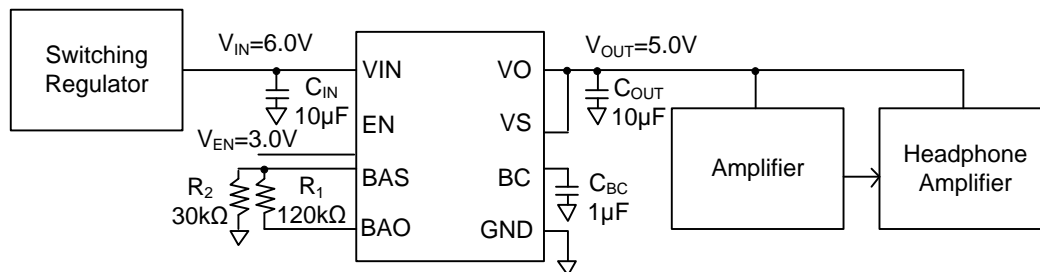 Switching
Regulator
V_IN=6.0V
C_IN
10µF
V_EN=3.0V
R_2
30kΩ
R_1
120kΩ
VIN
EN
BAS
BAO
VO
VS
BC
GND
V_OUT=5.0V
C_OUT
10µF
C_BC
1µF
Amplifier
Headphone
Amplifier